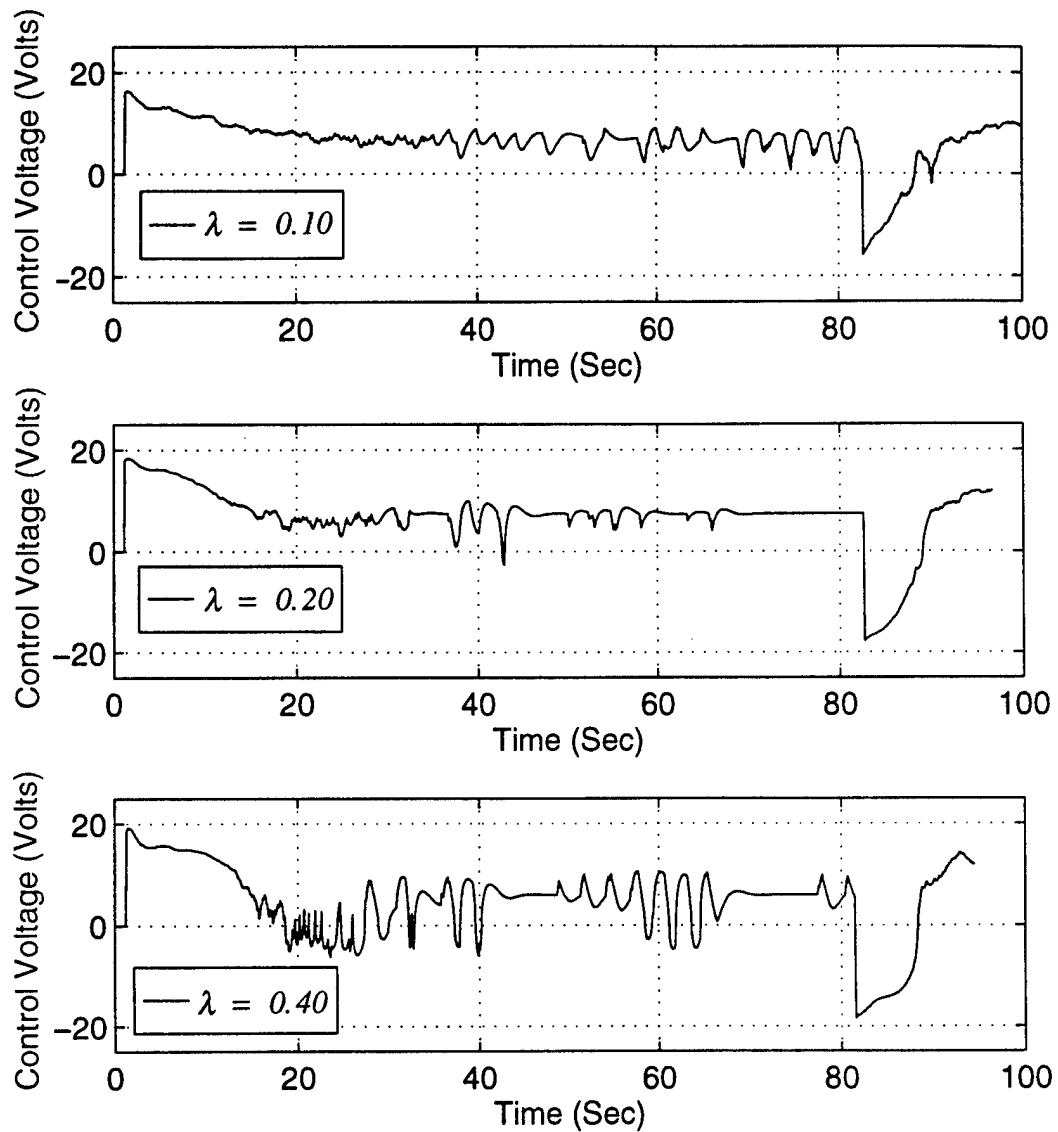 Control Voltage (Volts)
20
0
−20
λ = 0.10
0 20 40 60 80 100
Time (Sec)
Control Voltage (Volts)
20
0
−20
λ = 0.20
0 20 40 60 80 100
Time (Sec)
Control Voltage (Volts)
20
0
−20
λ = 0.40
0 20 40 60 80 100
Time (Sec)